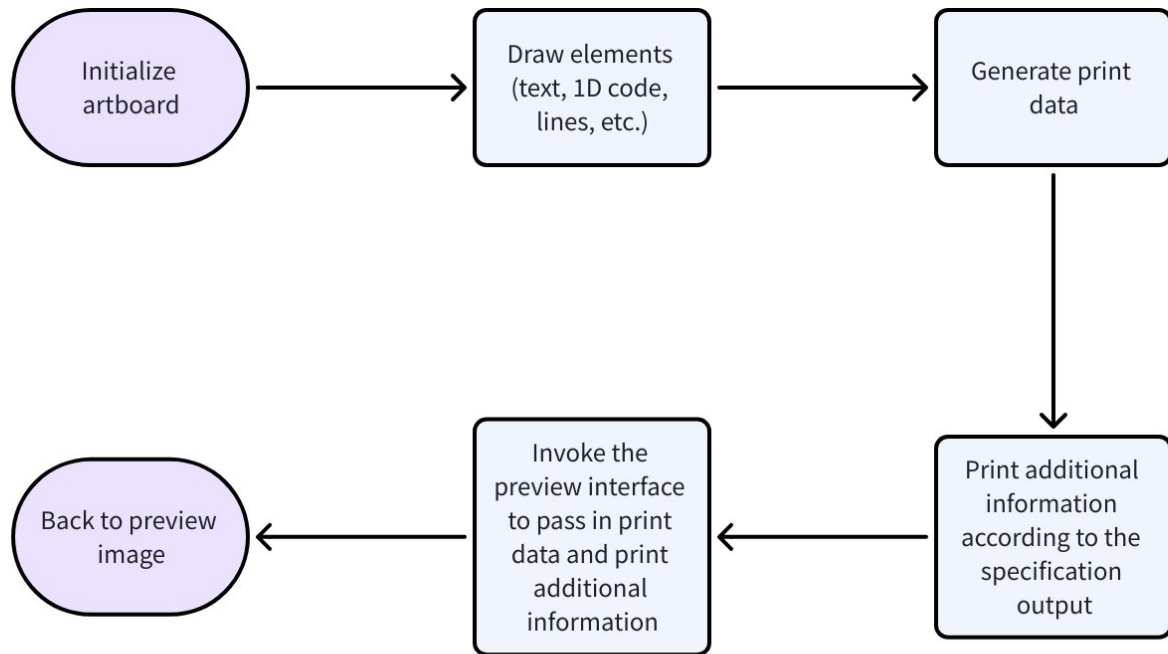 Initialize
artboard
Draw elements
(text, 1D code,
lines, etc.)
Generate print
data
Print additional
information
according to the
specification
output
Invoke the
preview interface
to pass in print
data and print
additional
information
Back to preview
image